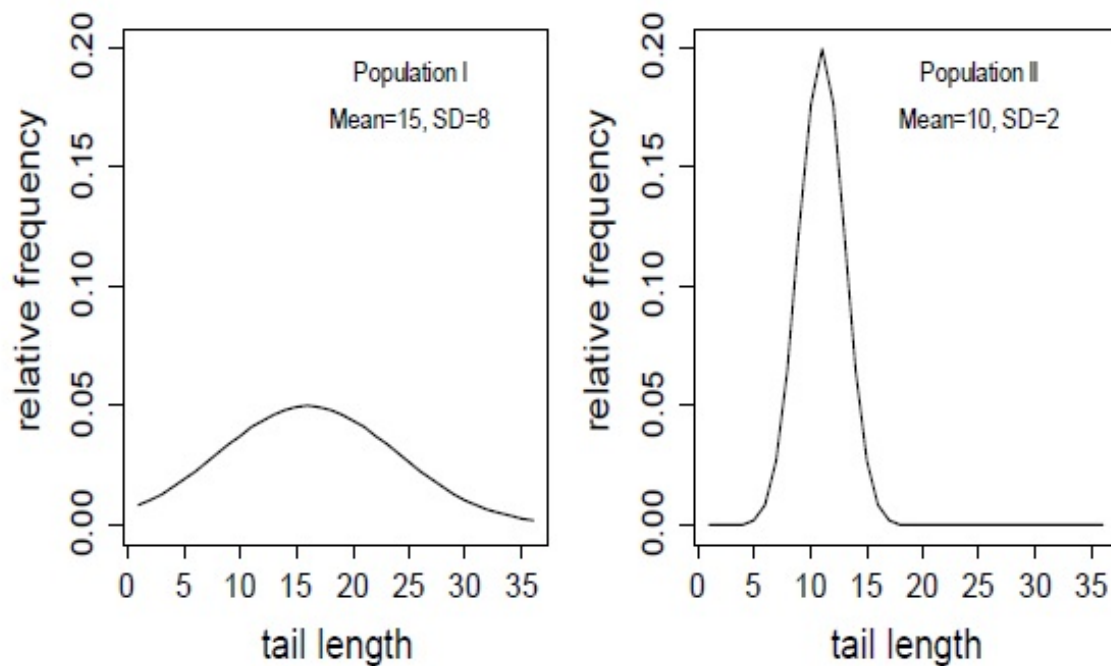 Population I
Mean=15, SD=8
relative frequency
0.20
0.15
0.10
0.05
0.00
0 5 10 15 20 25 30 35
tail length
Population II
Mean=10, SD=2
relative frequency
0.20
0.15
0.10
0.05
0.00
0 5 10 15 20 25 30 35
tail length